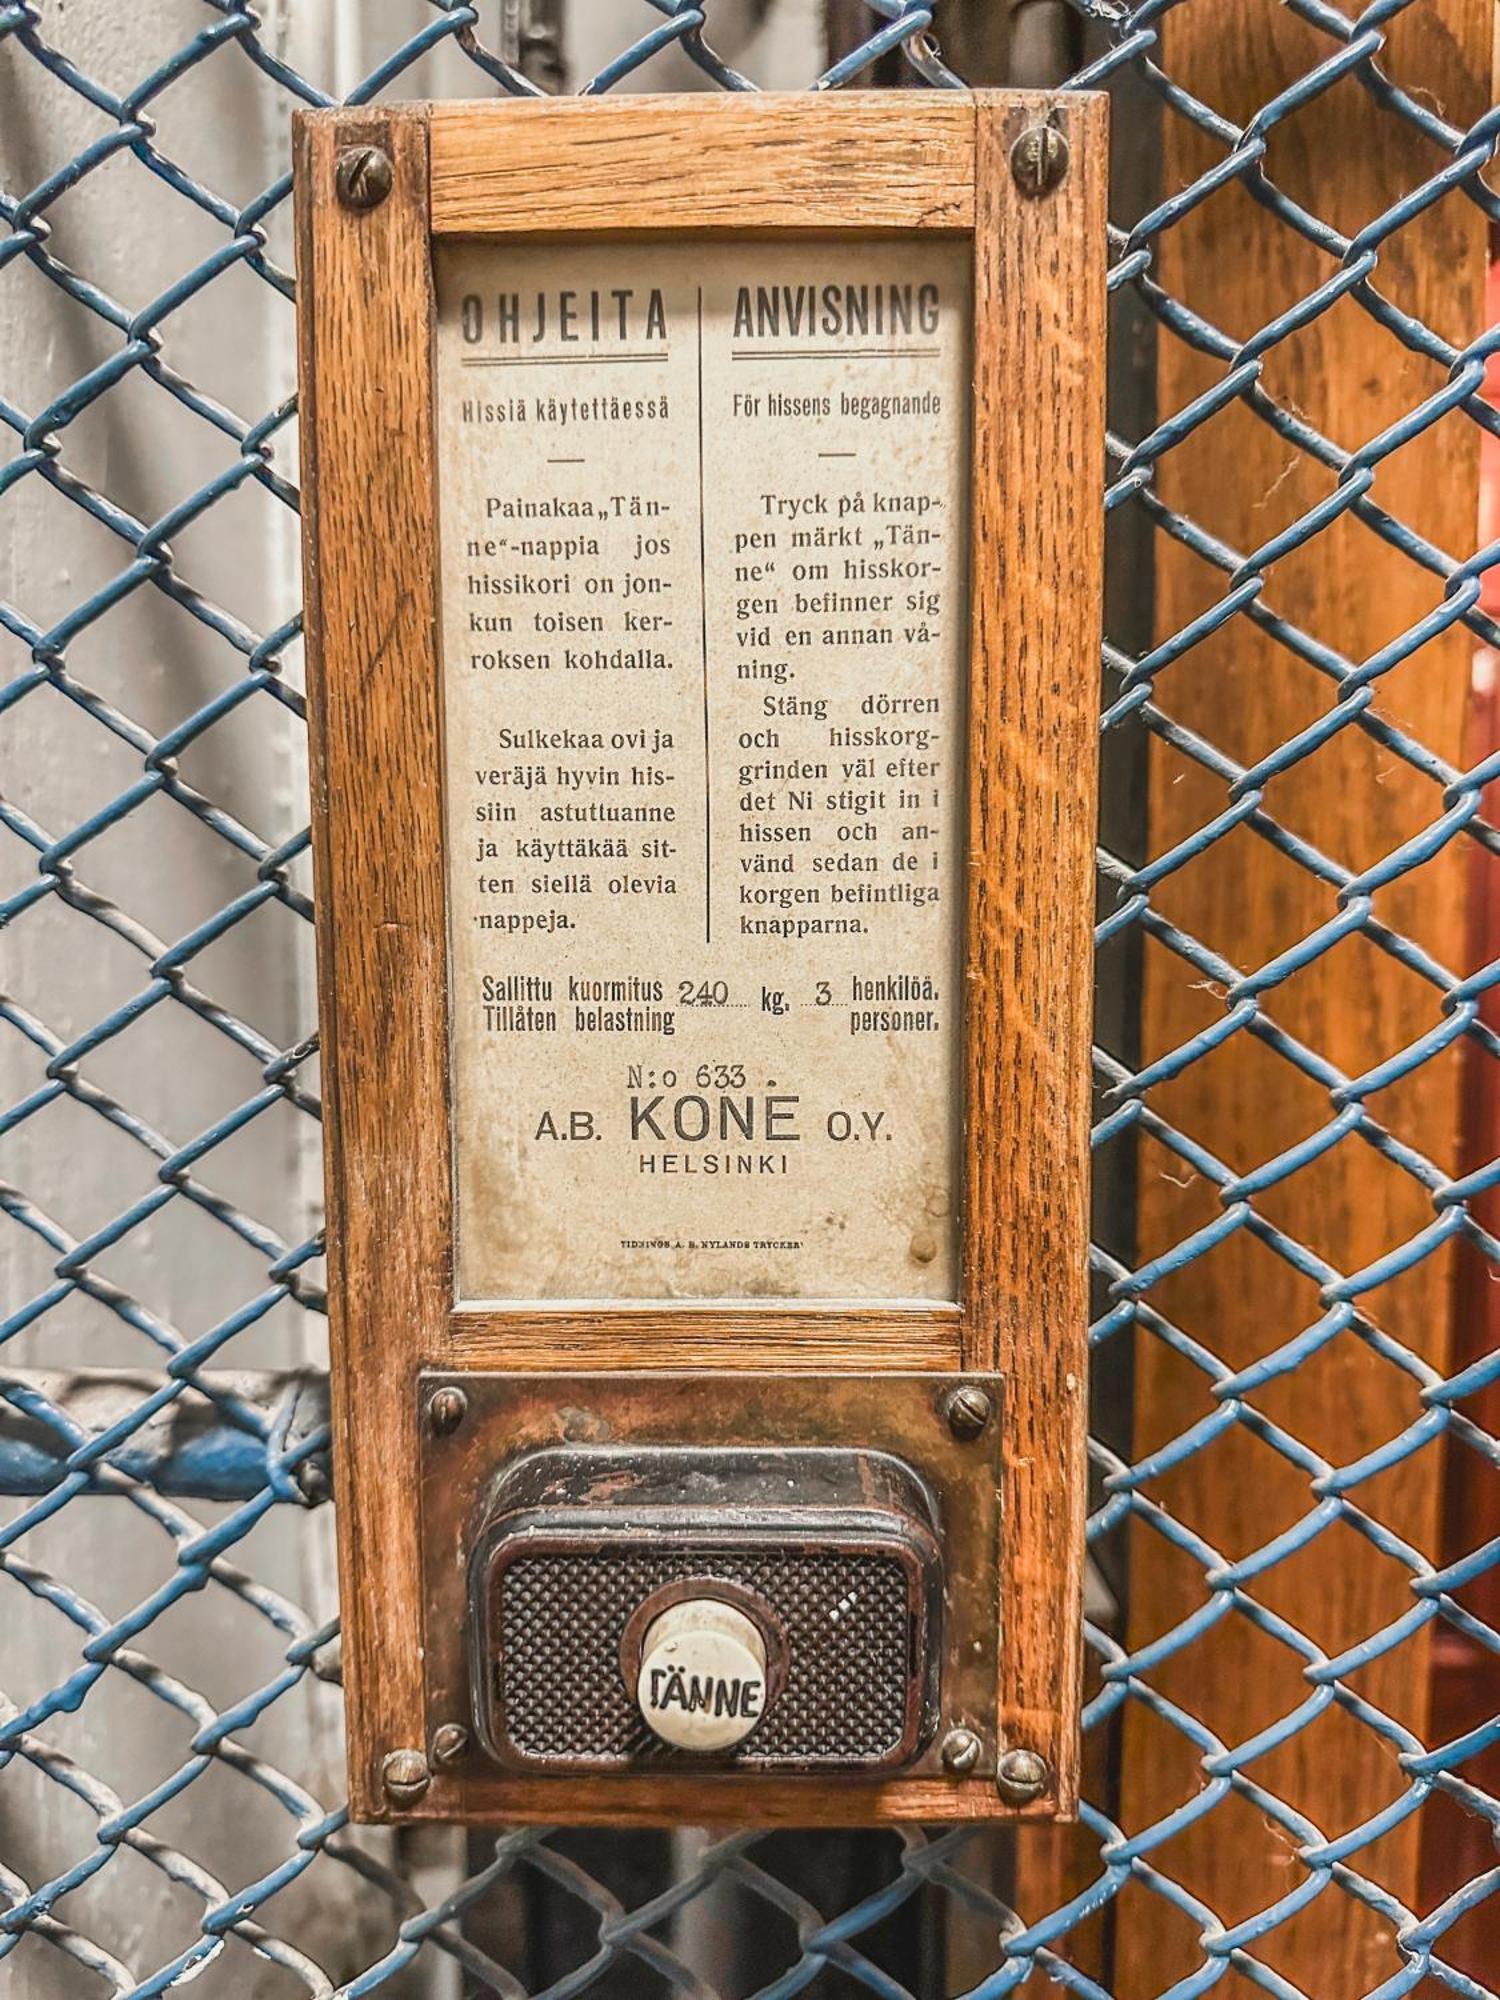 OHJEITA
Hissiä käytettäessä
Painakaa „Tän-
ne“-nappia jos
hissikori on jon-
kun toisen ker-
roksen kohdalla.
Sulkekaa ovi ja
veräjä hyvin his-
siin astuttuanne
ja käyttäkää sit-
ten siellä olevia
nappeja.
ANVISNING
För hissens begagnande
Tryck på knap-
pen märkt „Tän-
ne“ om hisskor-
gen befinner sig
vid en annan vå-
ning.
Stäng dörren
och hisskorg-
grinden väl efter
det Ni stigit in i
hissen och an-
vänd sedan de i
korgen befintliga
knapparna.
Sallittu kuormitus 240 kg. 3 henkilöä.
Tillåten belastning personer.
N:o 633.
A.B. KONE O.Y.
HELSINKI
TIDNINGS A. B. NYLANDS TRYCKERI
TÄNNE